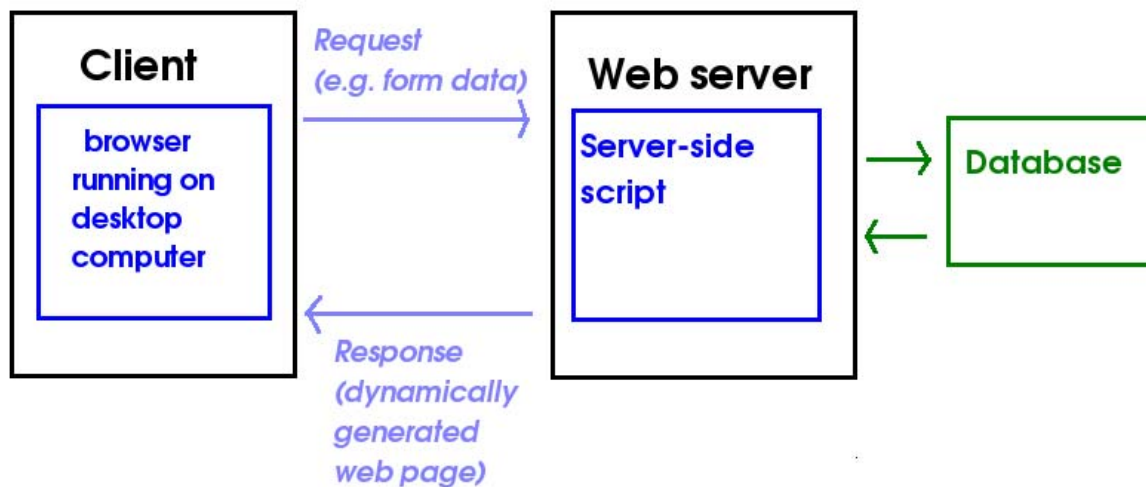 Client
browser
running on
desktop
computer
Request
(e.g. form data)
Response
(dynamically
generated
web page)
Web server
Server-side
script
Database